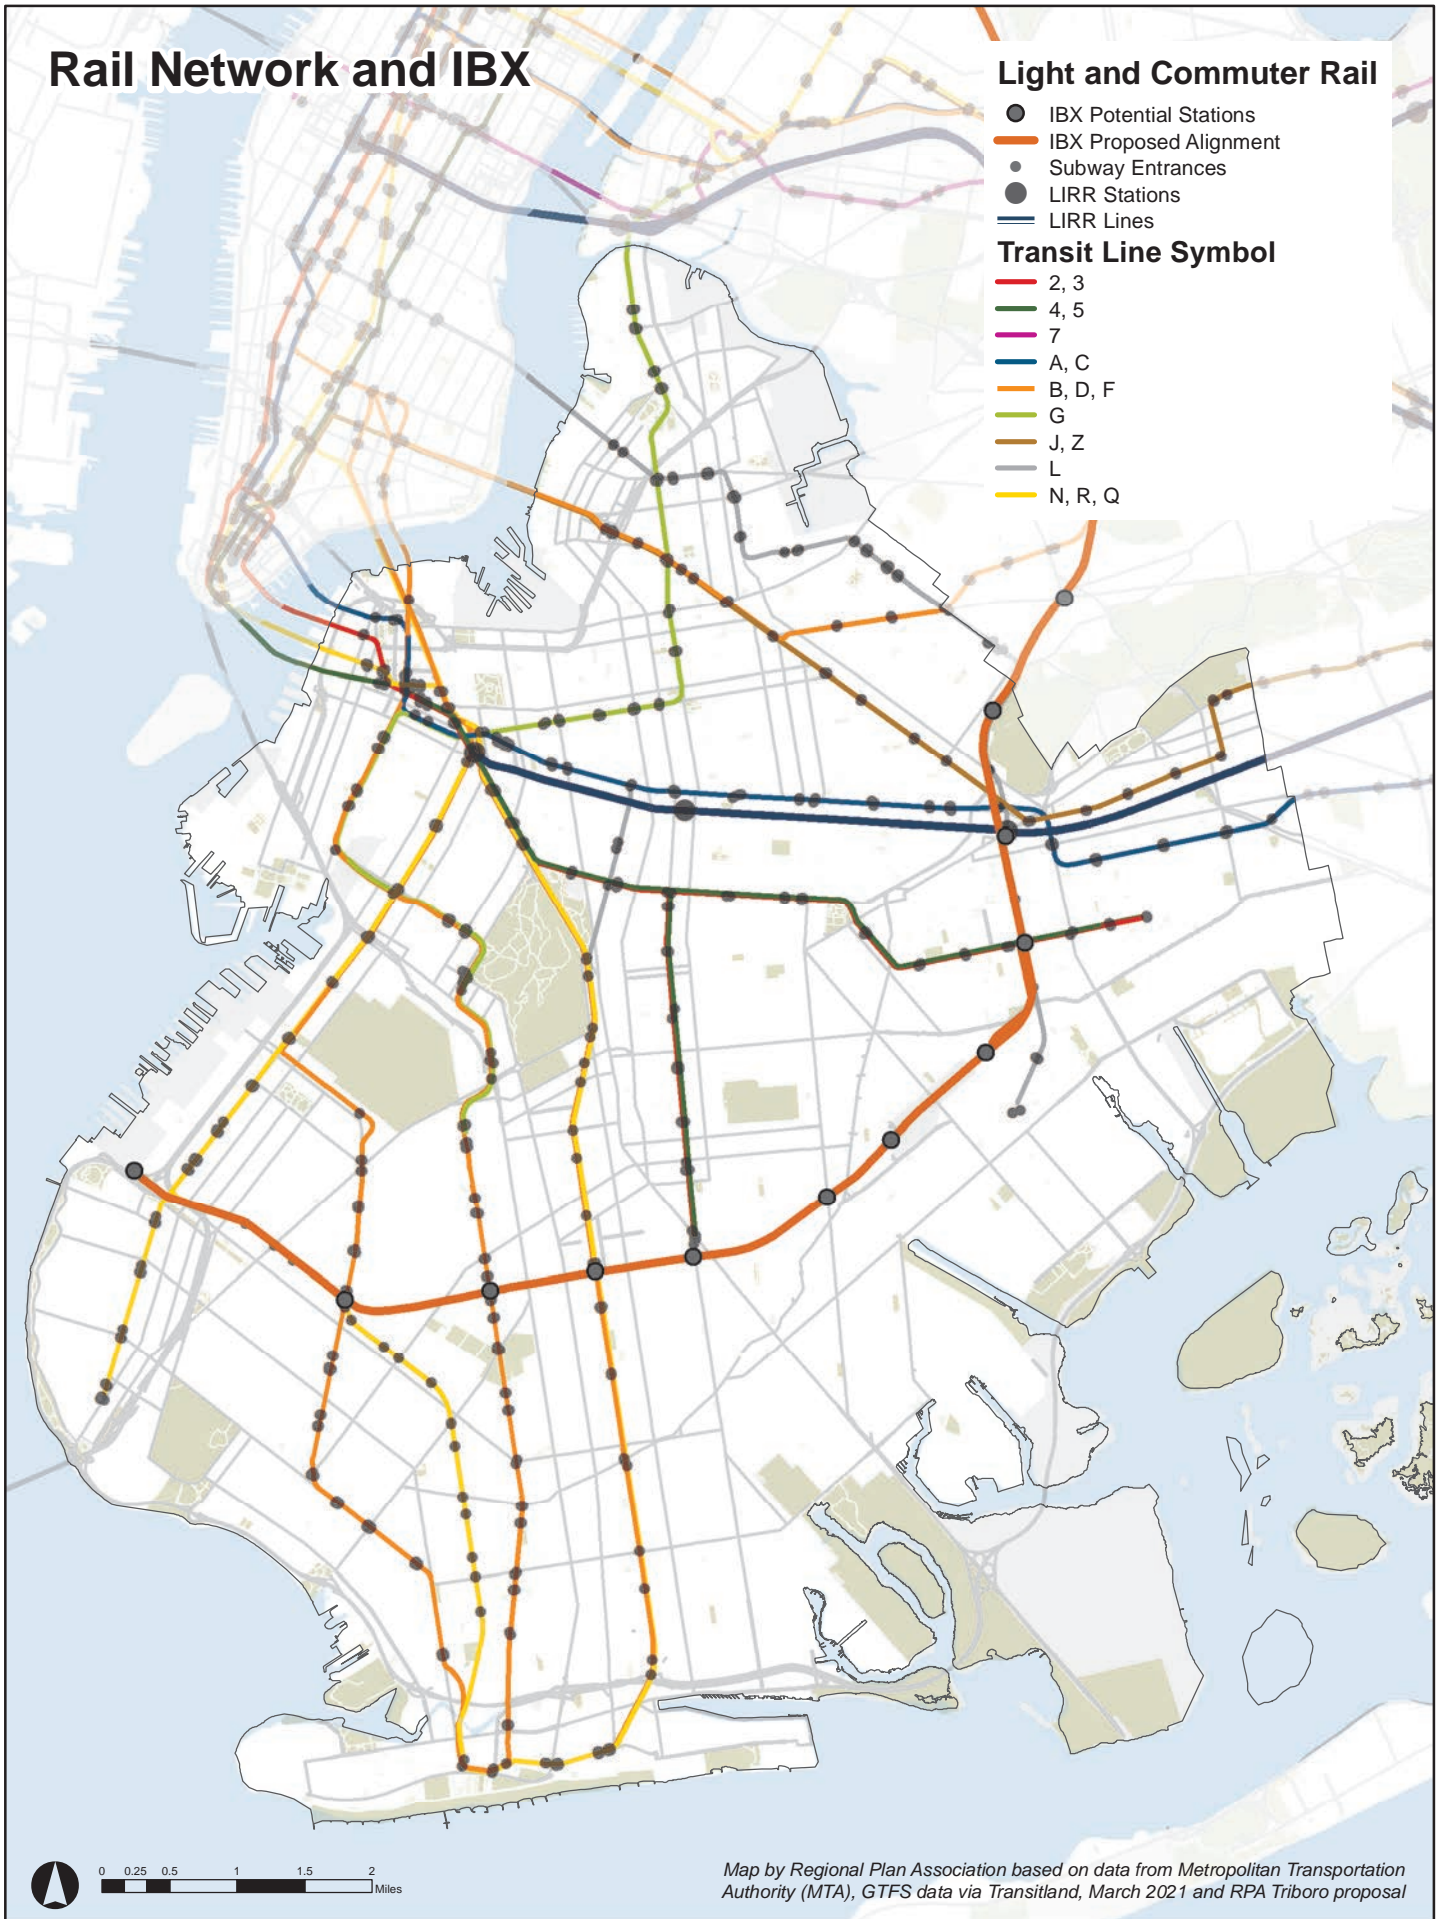 Rail Network and IBX
Light and Commuter Rail
IBX Potential Stations
IBX Proposed Alignment
Subway Entrances
LIRR Stations
LIRR Lines
Transit Line Symbol
2, 3
4, 5
7
A, C
B, D, F
G
J, Z
L
N, R, Q
0 0.25 0.5 1 1.5 2
Miles
Map by Regional Plan Association based on data from Metropolitan Transportation
Authority (MTA), GTFS data via Transitland, March 2021 and RPA Triboro proposal